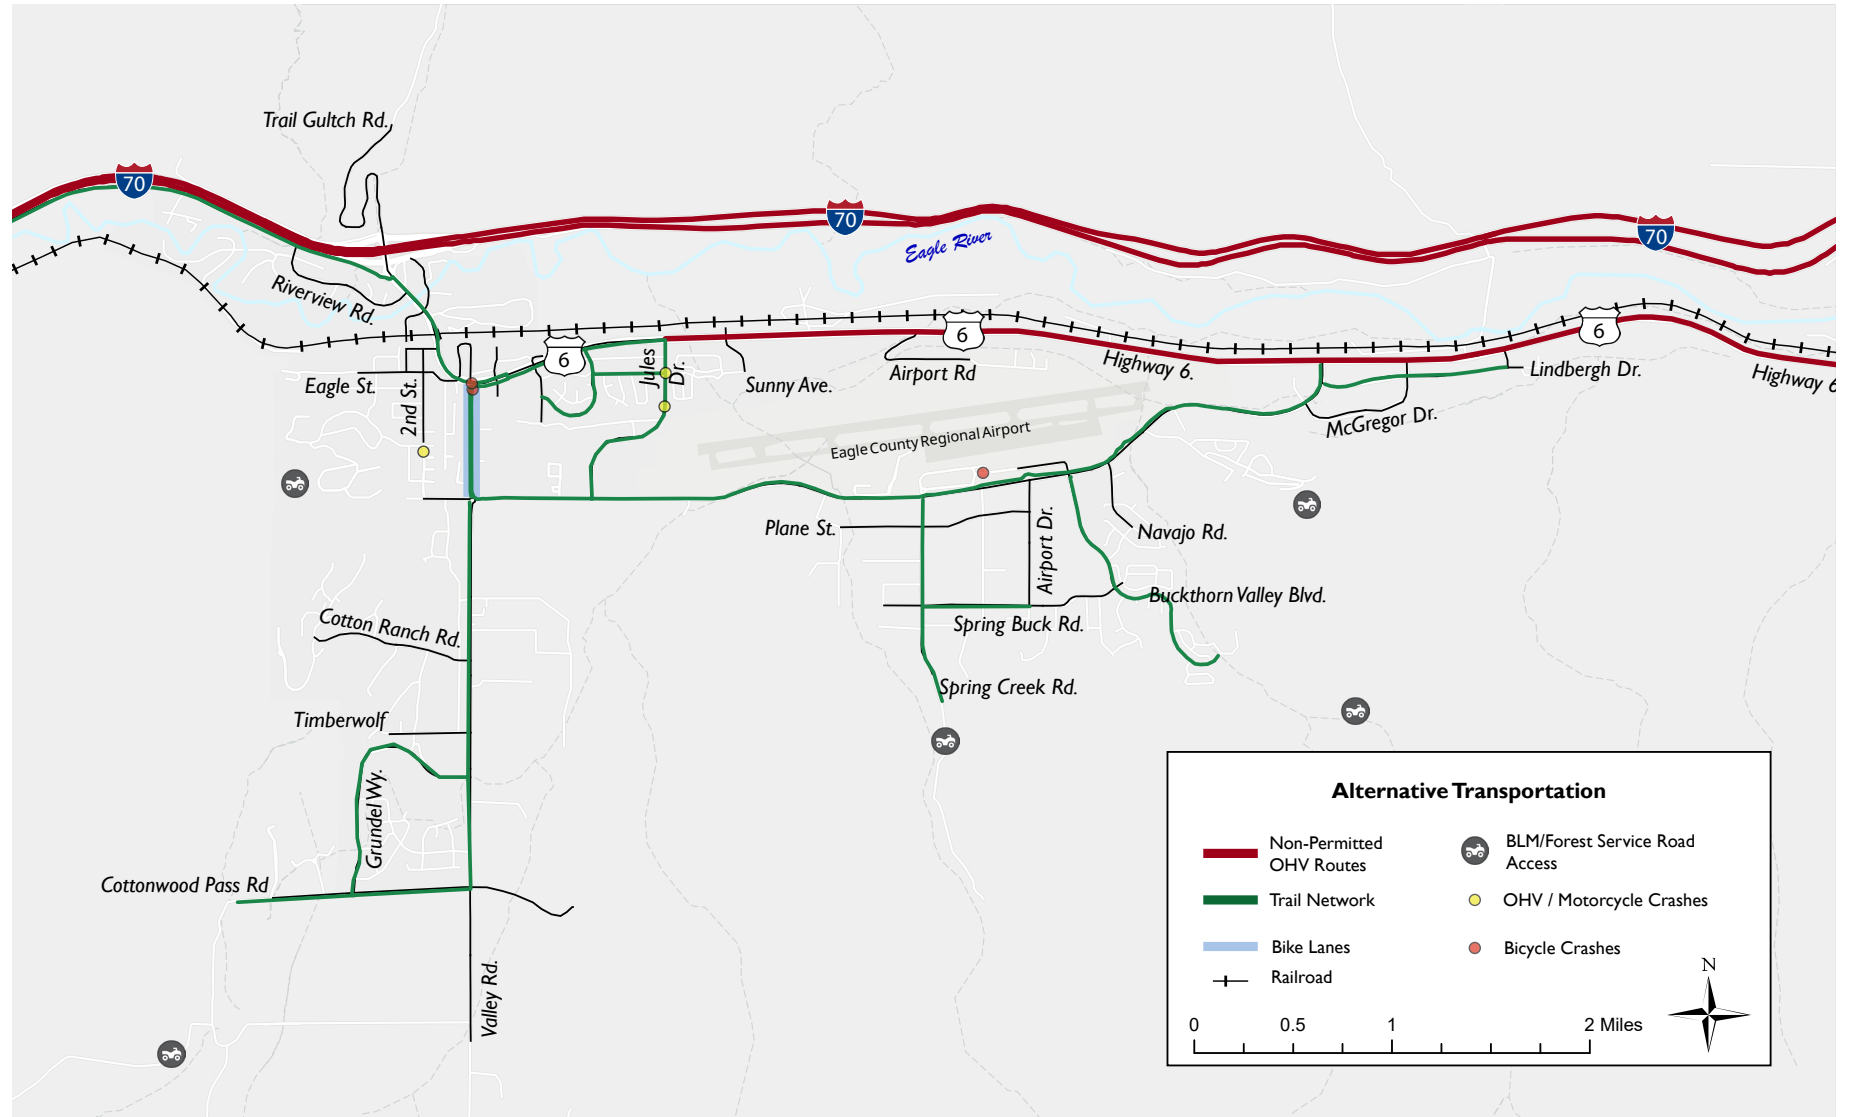 Trail Gultch Rd.
70
70
70
Eagle River
Riverview Rd.
6
6
6
Eagle St.
2nd St.
Jules
Dr.
Sunny Ave.
Airport Rd
Highway 6.
Lindbergh Dr.
Highway 6
McGregor Dr.
Eagle County Regional Airport
Plane St.
Airport Dr.
Navajo Rd.
Buckthorn Valley Blvd.
Spring Buck Rd.
Cotton Ranch Rd.
Spring Creek Rd.
Timberwolf
Grundel Wy.
Cottonwood Pass Rd
Valley Rd.
Alternative Transportation
Non-Permitted
OHV Routes
BLM/Forest Service Road
Access
Trail Network
OHV / Motorcycle Crashes
Bike Lanes
Bicycle Crashes
Railroad
N
0 0.5 1 2 Miles